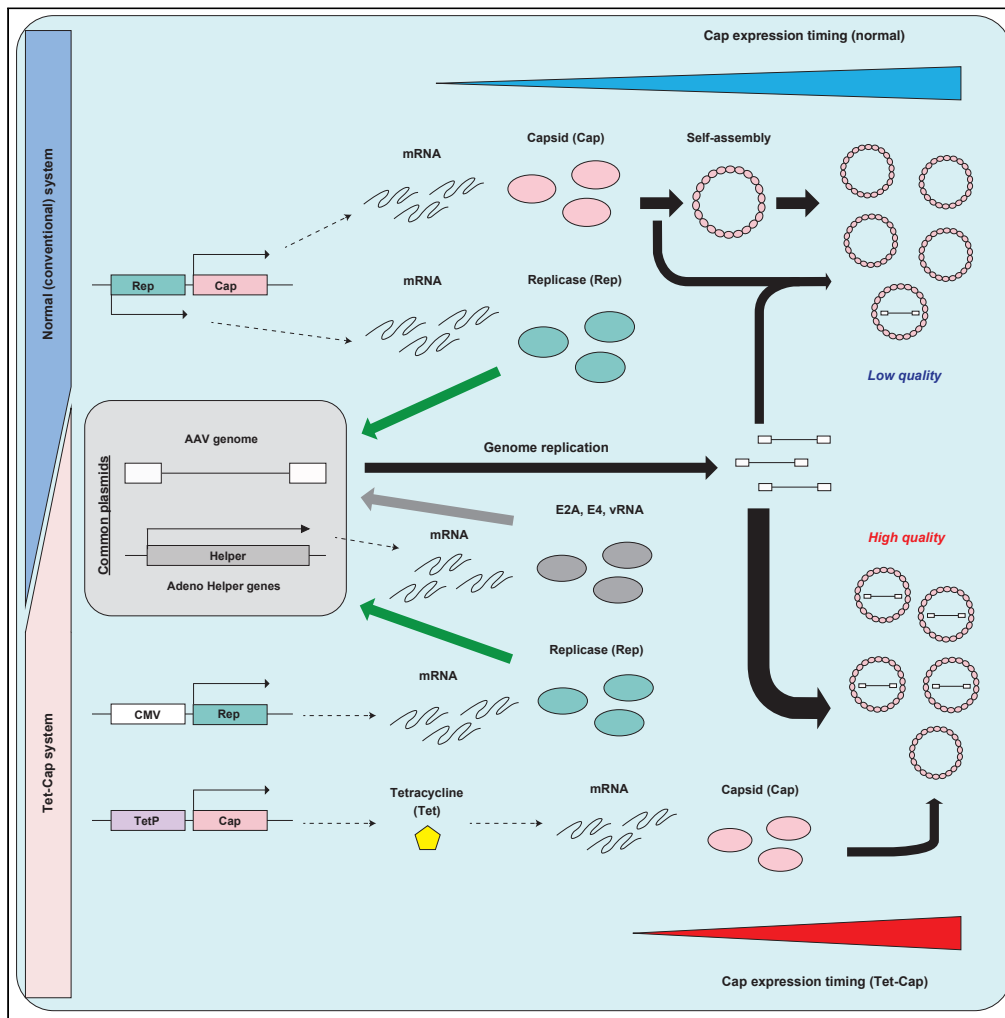 Cap expression timing (normal)
Normal (conventional) system
Capsid (Cap)
Self-assembly
mRNA
Rep
Cap
mRNA
Replicase (Rep)
Low quality
Common plasmids
AAV genome
Genome replication
E2A, E4, vRNA
mRNA
High quality
Helper
Adeno Helper genes
Tet-Cap system
Replicase (Rep)
mRNA
CMV
Rep
Tetracycline
(Tet)
mRNA
Capsid (Cap)
TetP
Cap
Cap expression timing (Tet-Cap)